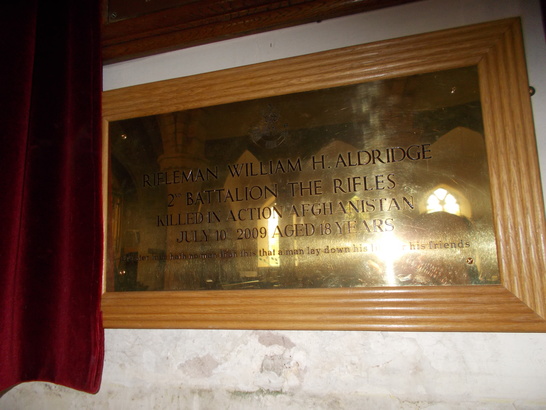 RIFLEMAN WILLIAM H. ALDRIDGE
2ND BATTALION THE RIFLES
KILLED IN ACTION AFGHANISTAN
JULY 10. 2009 AGED 18 YEARS
than this that a man lay down his his friends